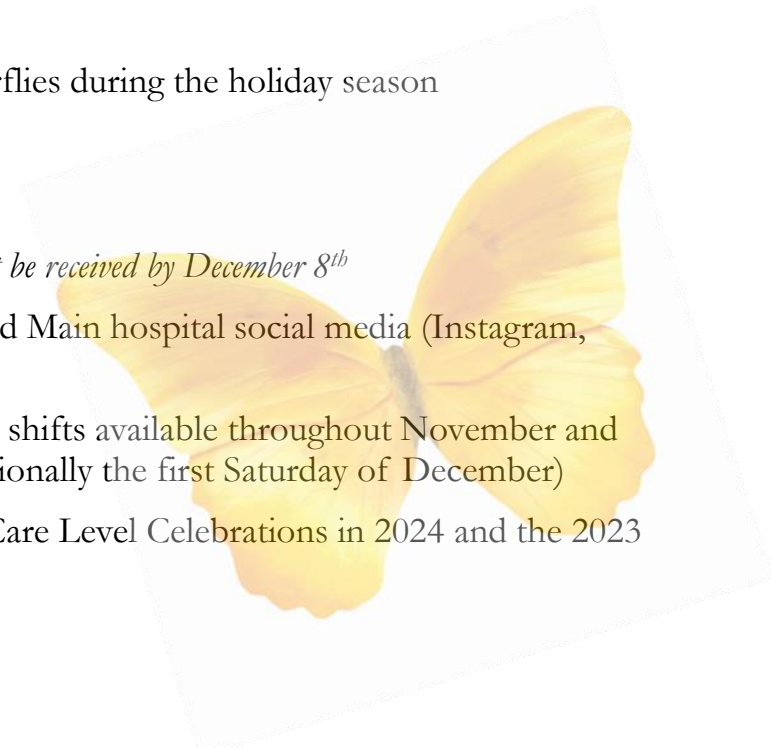 rflies during the holiday season
be received by December 8th
d Main hospital social media (Instagram,
shifts available throughout November and
ionally the first Saturday of December)
Care Level Celebrations in 2024 and the 2023